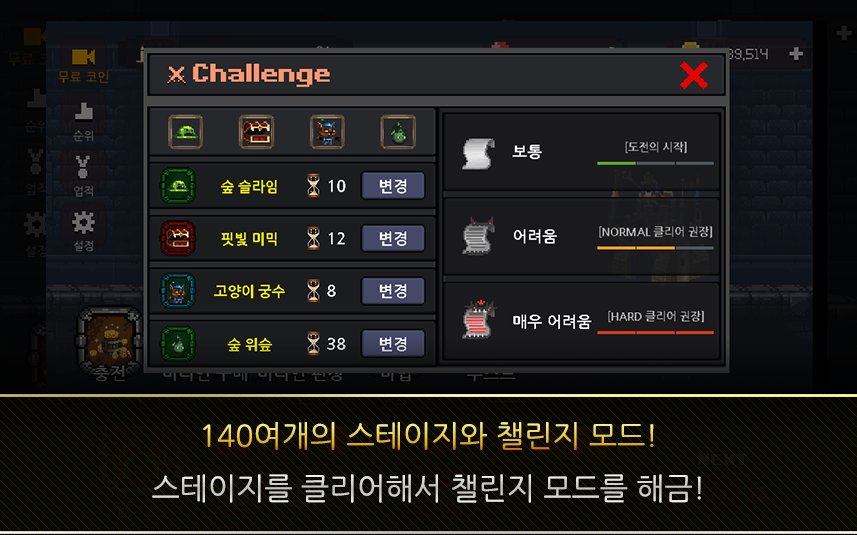 무료 코인
순위
업적
설정
39,514
Challenge
숲 슬라임 10 변경
핏빛 미믹 12 변경
고양이 궁수 8 변경
숲 위습 38 변경
보통 [도전의 시작]
어려움 [NORMAL 클리어 권장]
매우 어려움 [HARD 클리어 권장]
충전
NEXT
140여개의 스테이지와 챌린지 모드!
스테이지를 클리어해서 챌린지 모드를 해금!